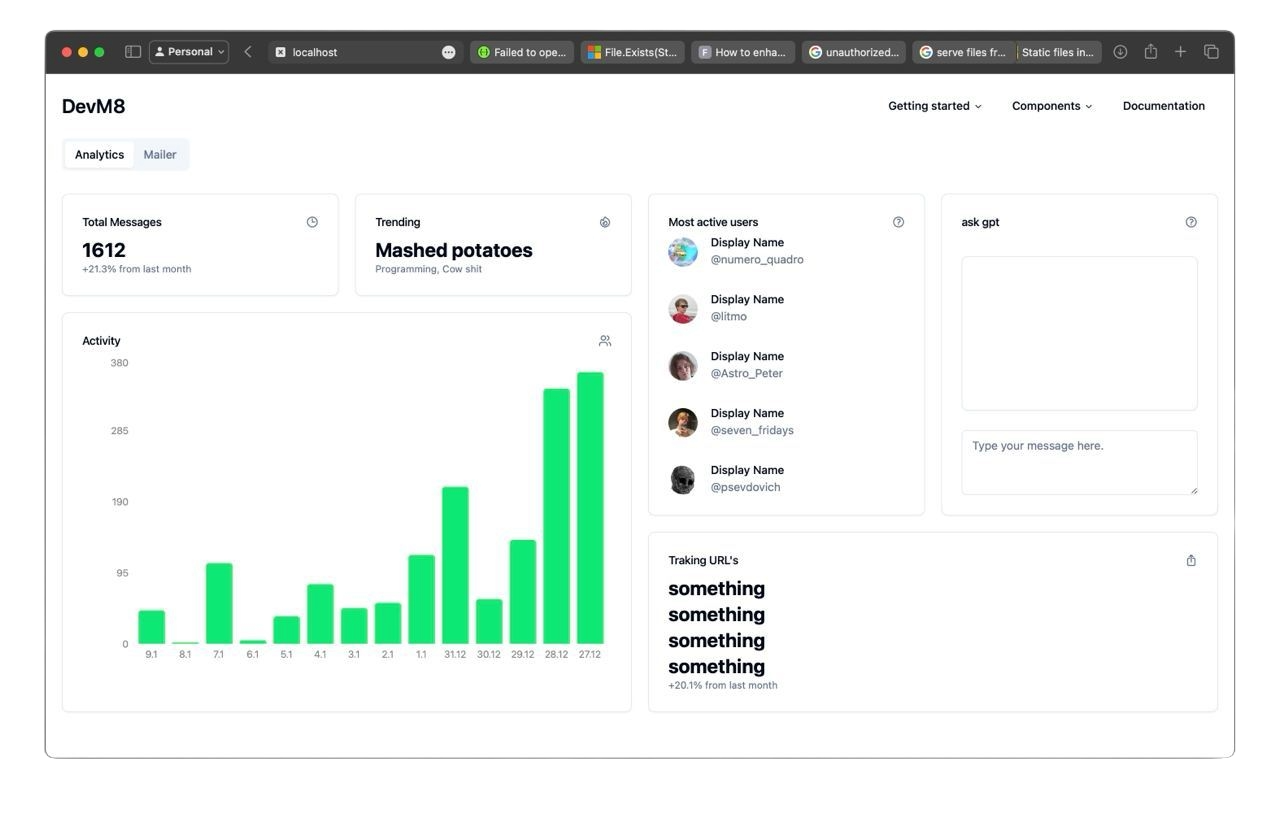 Personal
localhost
Failed to ope...
File.Exists(St...
F
How to enha...
unauthorized...
serve files fr...
Static files in...
DevM8
Getting started
Components
Documentation
Analytics
Mailer
Total Messages
1612
+21.3% from last month
Trending
Mashed potatoes
Programming, Cow shit
Most active users
Display Name
@numero_quadro
Display Name
@litmo
Display Name
@Astro_Peter
Display Name
@seven_fridays
Display Name
@psevdovich
ask gpt
Type your message here.
Activity
380
285
190
95
0
9.1 8.1 7.1 6.1 5.1 4.1 3.1 2.1 1.1 31.12 30.12 29.12 28.12 27.12
Traking URL's
something
something
something
something
+20.1% from last month